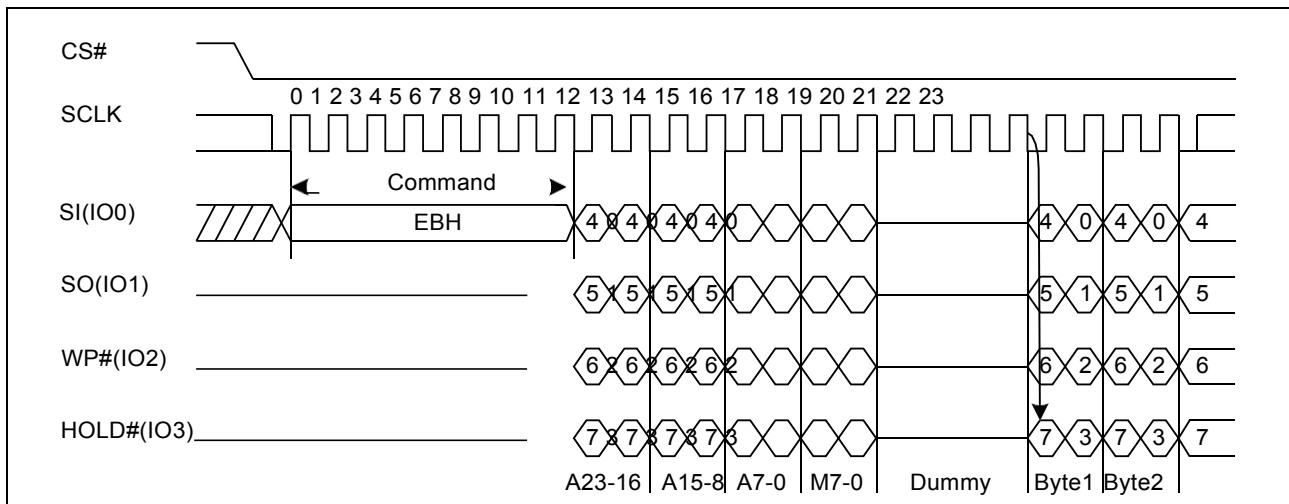 CS#
0 1 2 3 4 5 6 7 8 9 10 11 12 13 14 15 16 17 18 19 20 21 22 23
SCLK
Command
SI(IO0) EBH 4 0 4 0 4 0 4 0 4 0 4 0 4
SO(IO1) 5 1 5 1 5 1 5 1 5 1 5 1 5
WP#(IO2) 6 2 6 2 6 2 6 2 6 2 6 2 6
HOLD#(IO3) 7 3 7 3 7 3 7 3 7 3 7 3 7
A23-16 A15-8 A7-0 M7-0 Dummy Byte1 Byte2